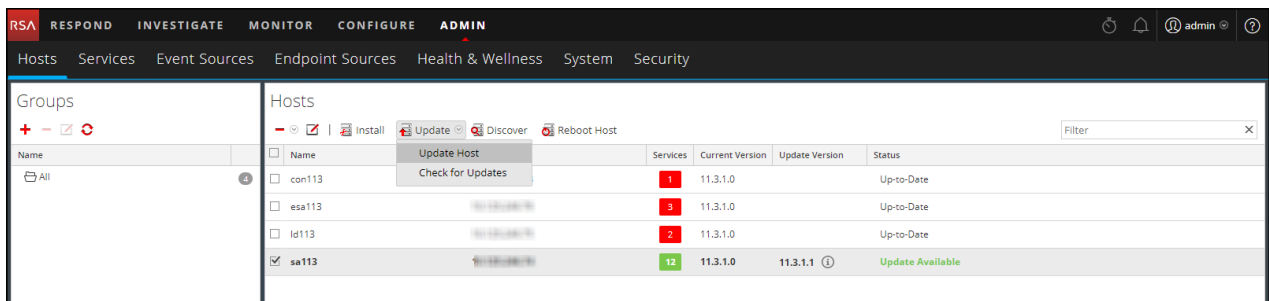 RSA RESPOND INVESTIGATE MONITOR CONFIGURE ADMIN admin ?
Hosts Services Event Sources Endpoint Sources Health & Wellness System Security
Groups
Name
All 4
Hosts
Install Update Discover Reboot Host Filter X
Update Host
Check for Updates
Name Services Current Version Update Version Status
con113 1 11.3.1.0 Up-to-Date
esa113 3 11.3.1.0 Up-to-Date
ld113 2 11.3.1.0 Up-to-Date
sa113 12 11.3.1.0 11.3.1.1 i Update Available